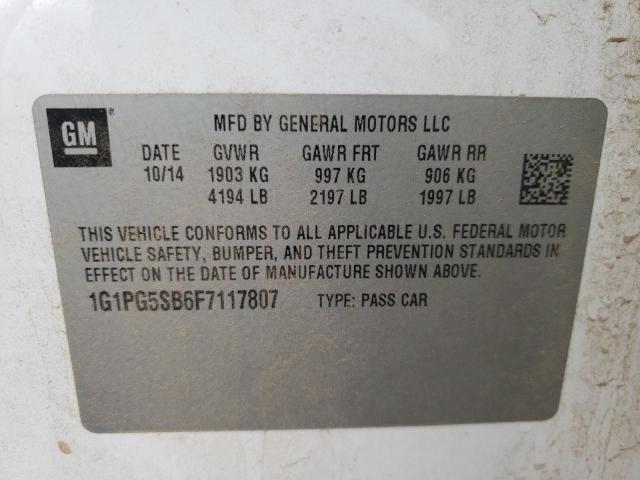 GM
®
MFD BY GENERAL MOTORS LLC
DATE GVWR GAWR FRT GAWR RR
10/14 1903 KG 997 KG 906 KG
4194 LB 2197 LB 1997 LB
THIS VEHICLE CONFORMS TO ALL APPLICABLE U.S. FEDERAL MOTOR
VEHICLE SAFETY, BUMPER, AND THEFT PREVENTION STANDARDS IN
EFFECT ON THE DATE OF MANUFACTURE SHOWN ABOVE.
1G1PG5SB6F7117807 TYPE: PASS CAR